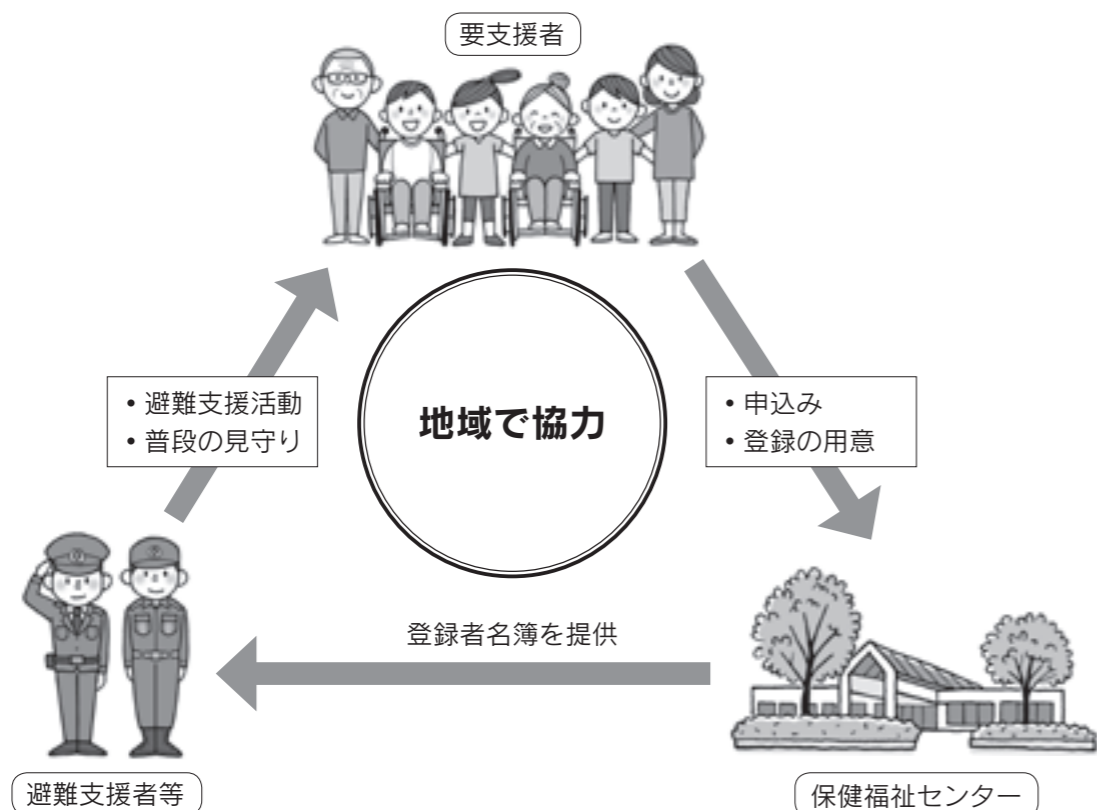 要支援者
• 避難支援活動
• 普段の見守り
地域で協力
• 申込み
• 登録の用意
登録者名簿を提供
避難支援者等
保健福祉センター